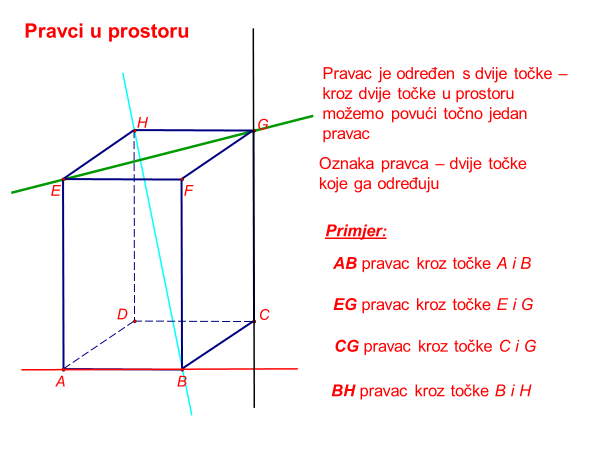 Pravci u prostoru
Pravac je određen s dvije točke –
kroz dvije točke u prostoru
možemo povući točno jedan
pravac
Oznaka pravca – dvije točke
koje ga određuju
Primjer:
AB pravac kroz točke A i B
EG pravac kroz točke E i G
CG pravac kroz točke C i G
BH pravac kroz točke B i H
H
G
E
F
D
C
A
B